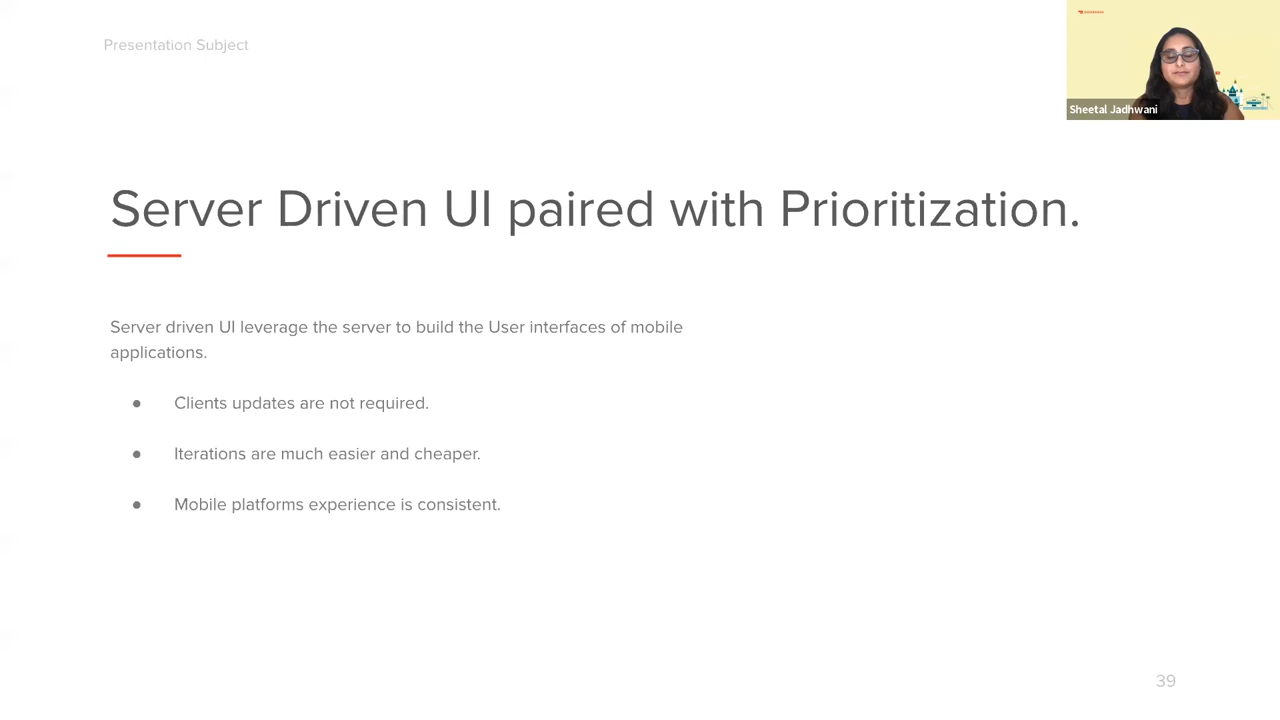 Presentation Subject
Sheetal Jadhwani
Server Driven UI paired with Prioritization.
Server driven UI leverage the server to build the User interfaces of mobile
applications.
● Clients updates are not required.
● Iterations are much easier and cheaper.
● Mobile platforms experience is consistent.
39